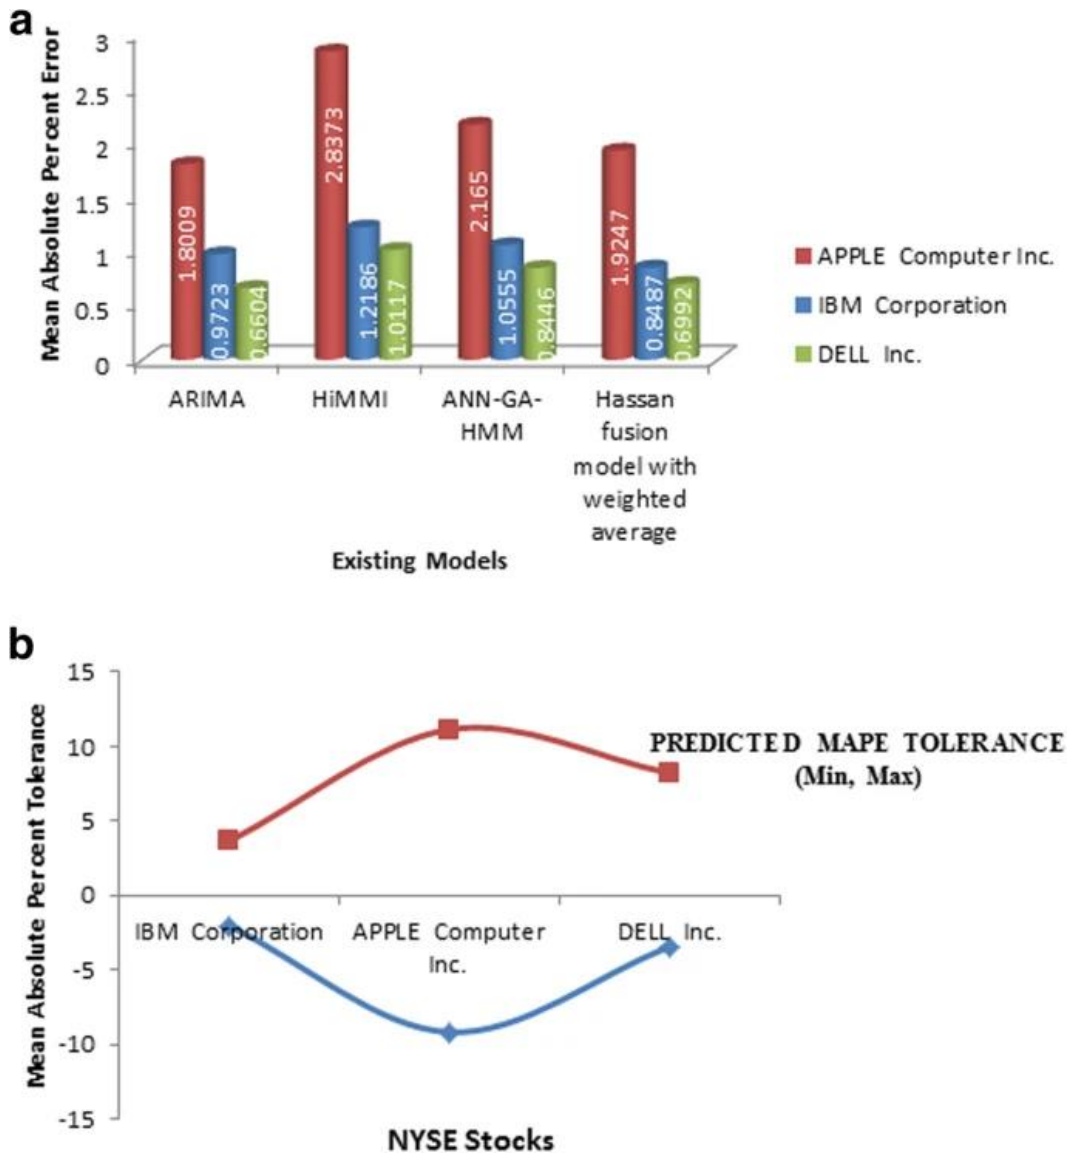 a
Mean Absolute Percent Error
3
2.5
2
1.5
1
0.5
0
1.8009
0.9723
0.6604
2.8373
1.2186
1.0117
2.165
1.0555
0.8446
1.9247
0.8487
0.6992
ARIMA
HiMMI
ANN-GA-
HMM
Hassan
fusion
model with
weighted
average
Existing Models
APPLE Computer Inc.
IBM Corporation
DELL Inc.
b
Mean Absolute Percent Tolerance
15
10
5
0
-5
-10
-15
PREDICTED MAPE TOLERANCE
(Min, Max)
IBM Corporation
APPLE Computer
Inc.
DELL Inc.
NYSE Stocks